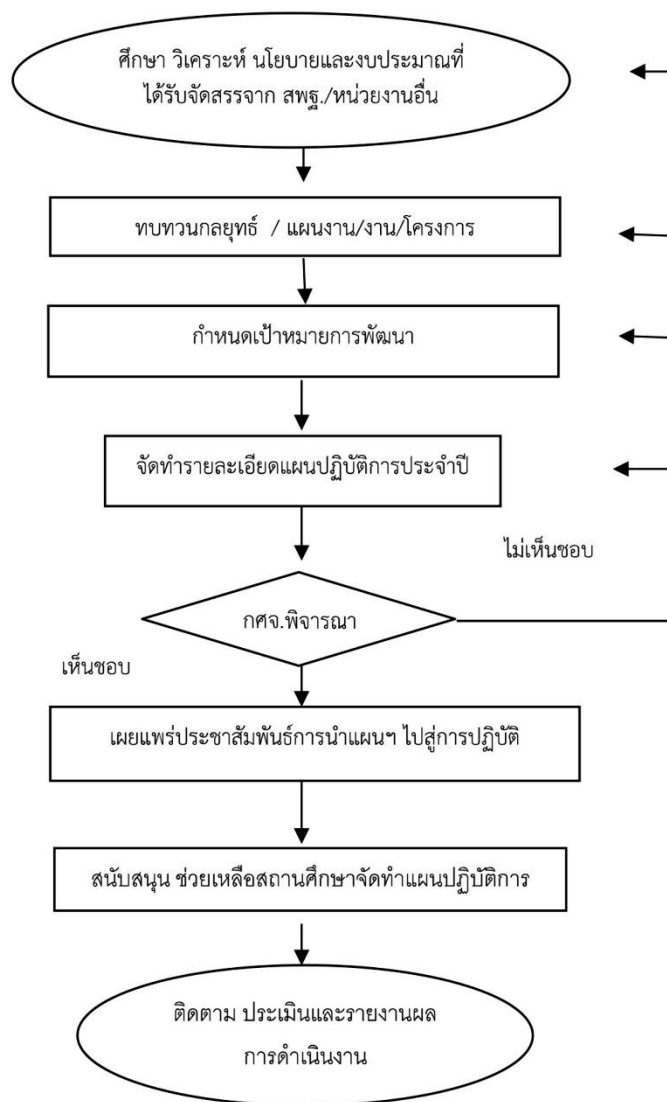 ศึกษา วิเคราะห์ นโยบายและงบประมาณที่
ได้รับจัดสรรจาก สพฐ./หน่วยงานอื่น
ทบทวนกลยุทธ์ / แผนงาน/งาน/โครงการ
กำหนดเป้าหมายการพัฒนา
จัดทำรายละเอียดแผนปฏิบัติการประจำปี
ไม่เห็นชอบ
กศจ.พิจารณา
เห็นชอบ
เผยแพร่ประชาสัมพันธ์การนำแผนฯ ไปสู่การปฏิบัติ
สนับสนุน ช่วยเหลือสถานศึกษาจัดทำแผนปฏิบัติการ
ติดตาม ประเมินและรายงานผล
การดำเนินงาน